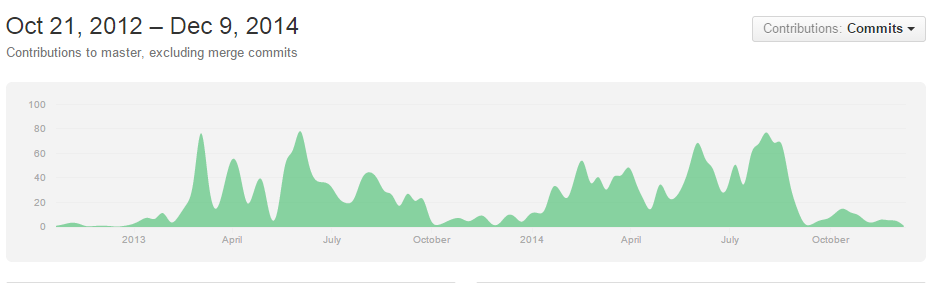 Oct 21, 2012 – Dec 9, 2014
Contributions: Commits
Contributions to master, excluding merge commits
100
80
60
40
20
0
2013 April July October 2014 April July October